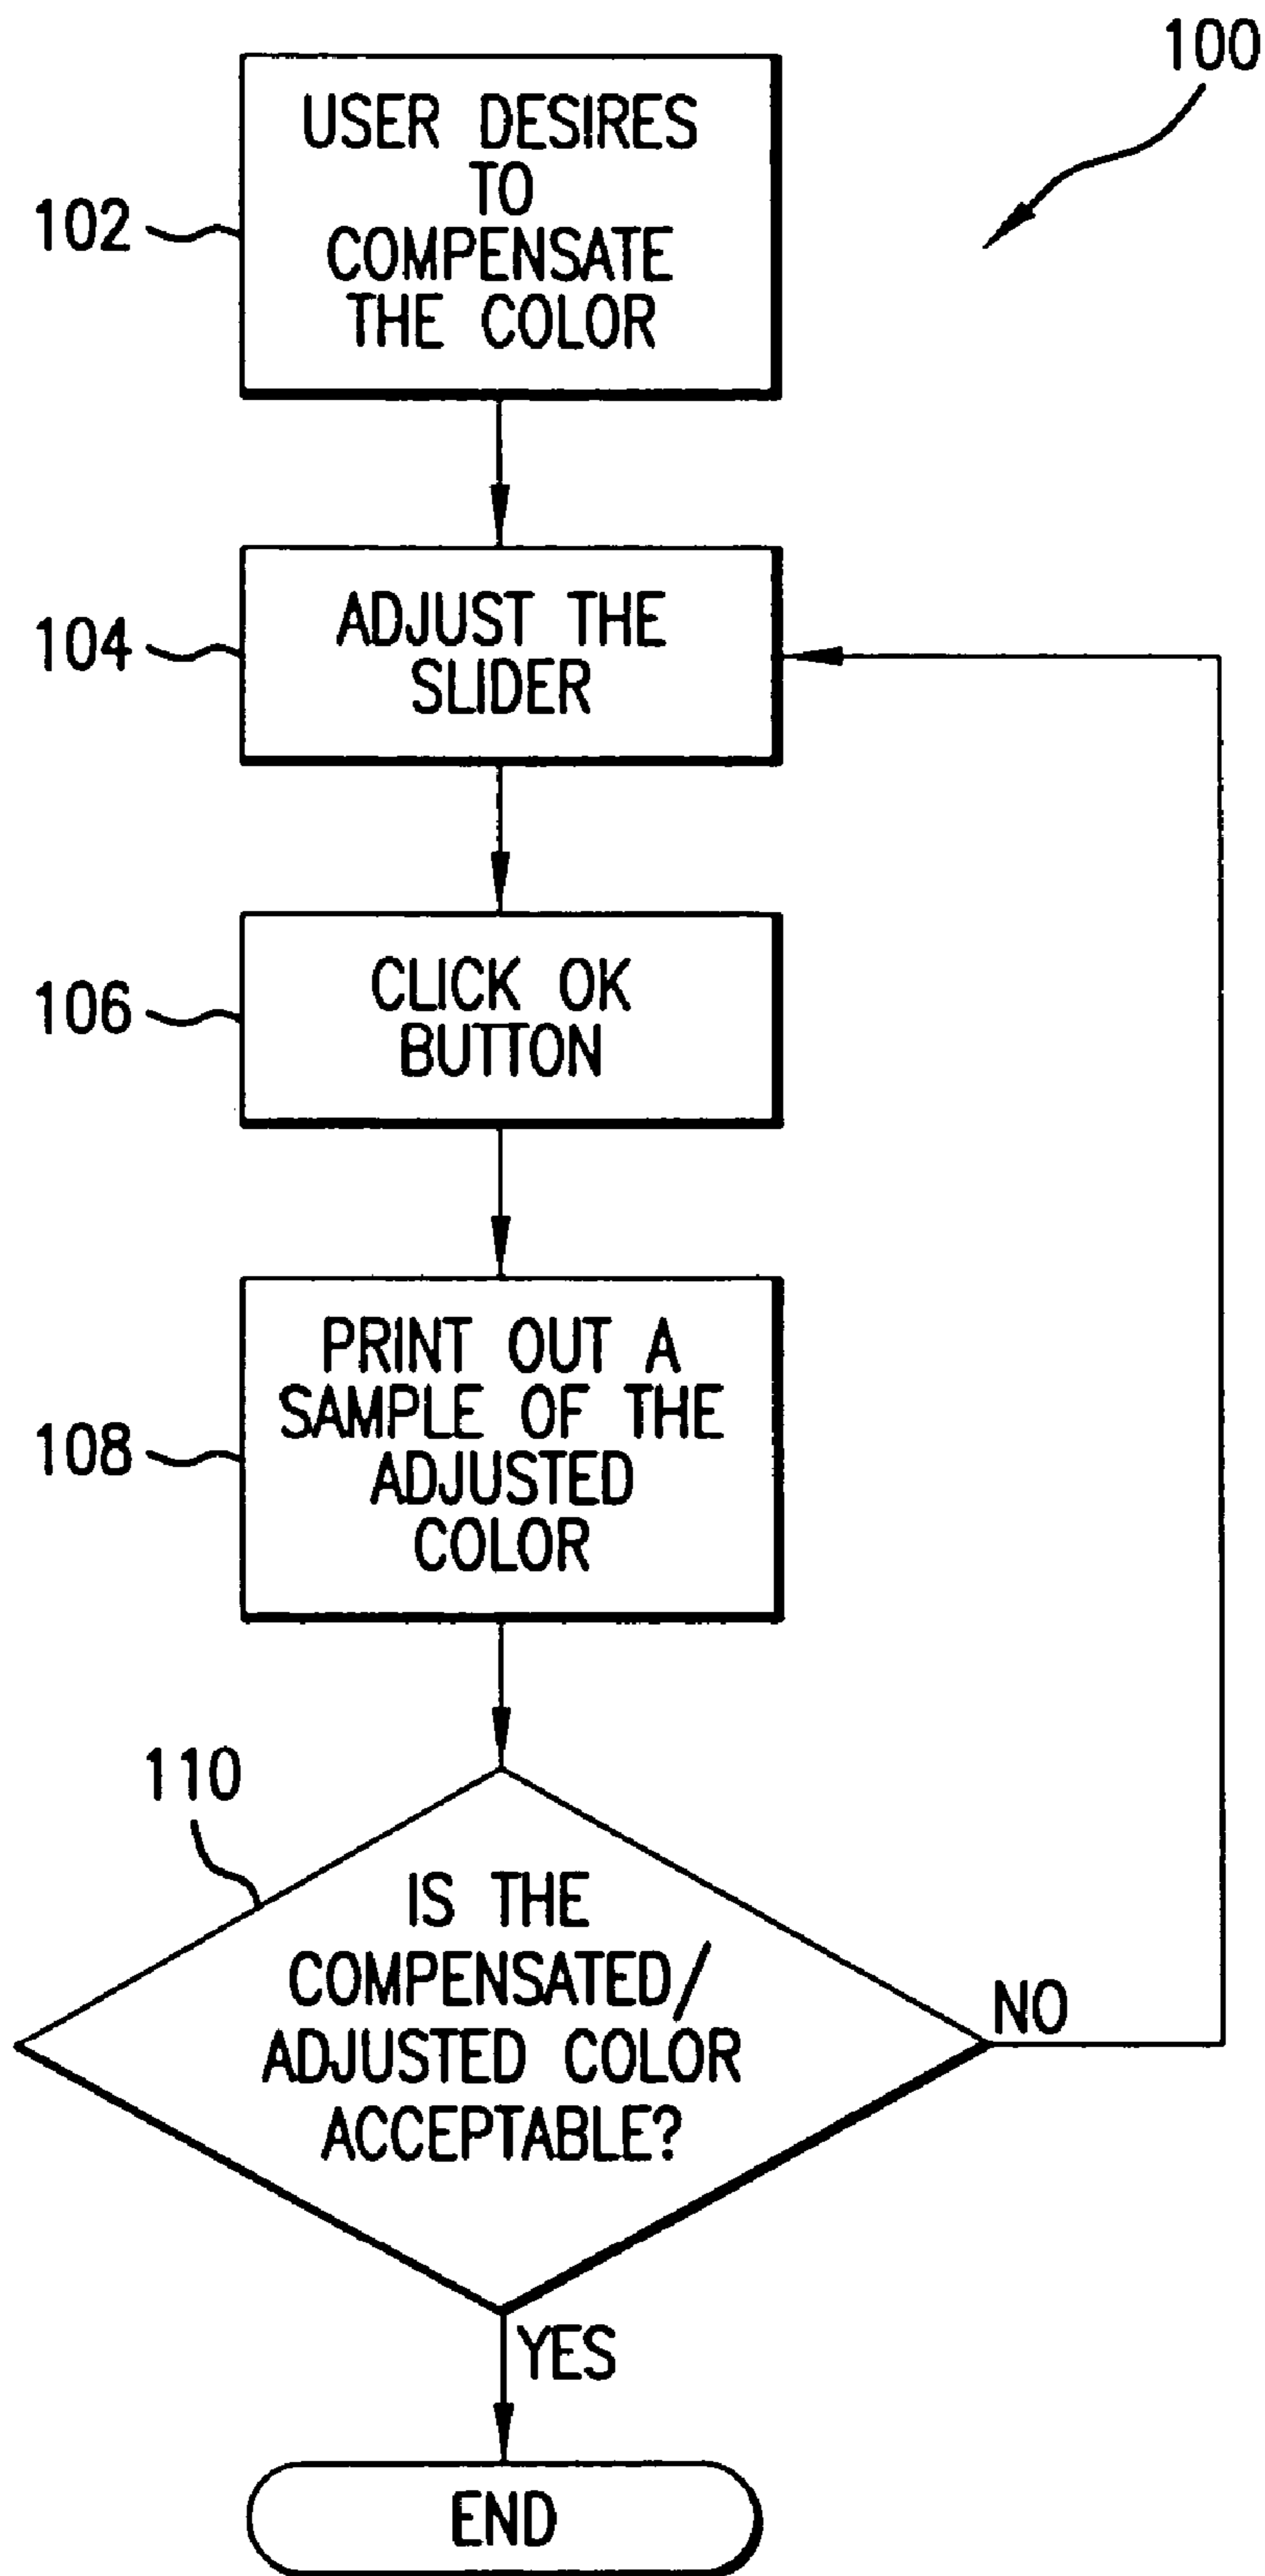 100
USER DESIRES
TO
COMPENSATE
THE COLOR
102
ADJUST THE
SLIDER
104
CLICK OK
BUTTON
106
PRINT OUT A
SAMPLE OF THE
ADJUSTED
COLOR
108
110
IS THE
COMPENSATED/
ADJUSTED COLOR
ACCEPTABLE?
NO
YES
END